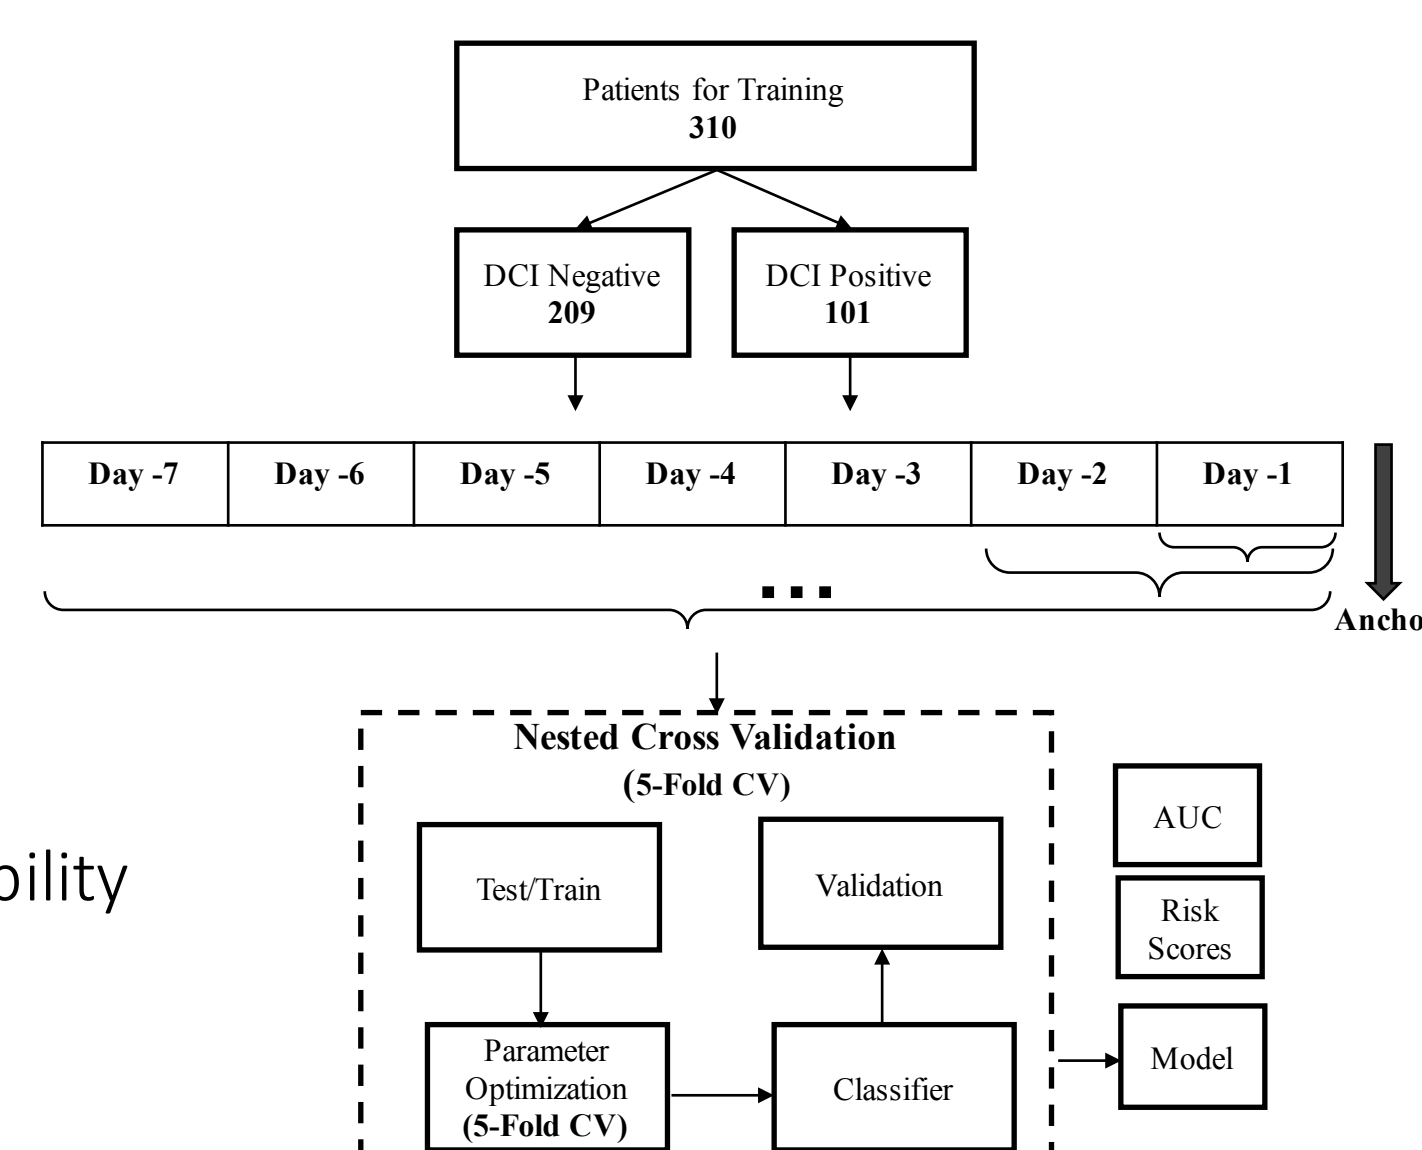 Patients for Training
310
DCI Negative
209
DCI Positive
101
Day -7 Day -6 Day -5 Day -4 Day -3 Day -2 Day -1
...
Ancho
Nested Cross Validation
(5-Fold CV)
Test/Train
Validation
AUC
Risk
Scores
bility
Parameter
Optimization
(5-Fold CV)
Classifier
Model